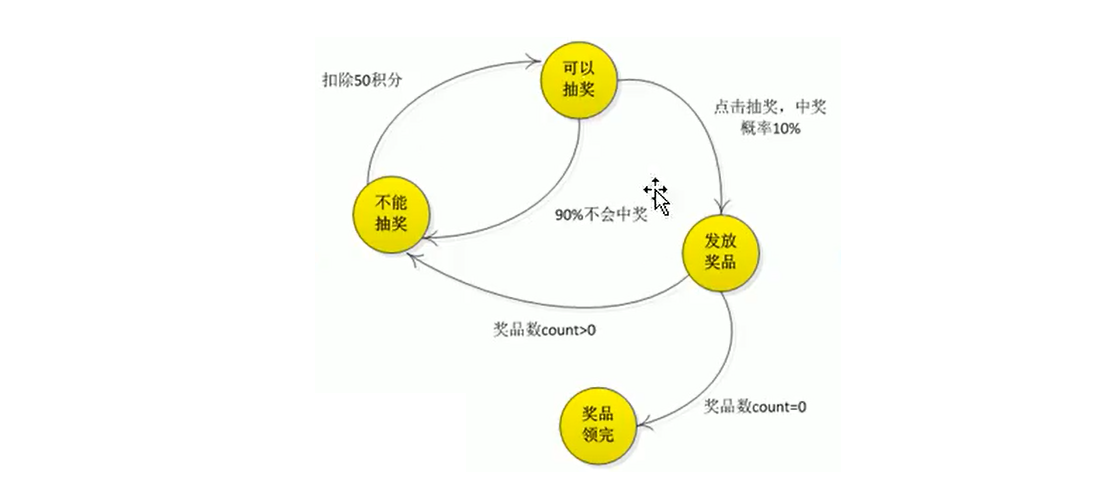 可以
抽奖
扣除50积分
点击抽奖，中奖
概率10%
不能
抽奖
90%不会中奖
发放
奖品
奖品数count>0
奖品数count=0
奖品
领完